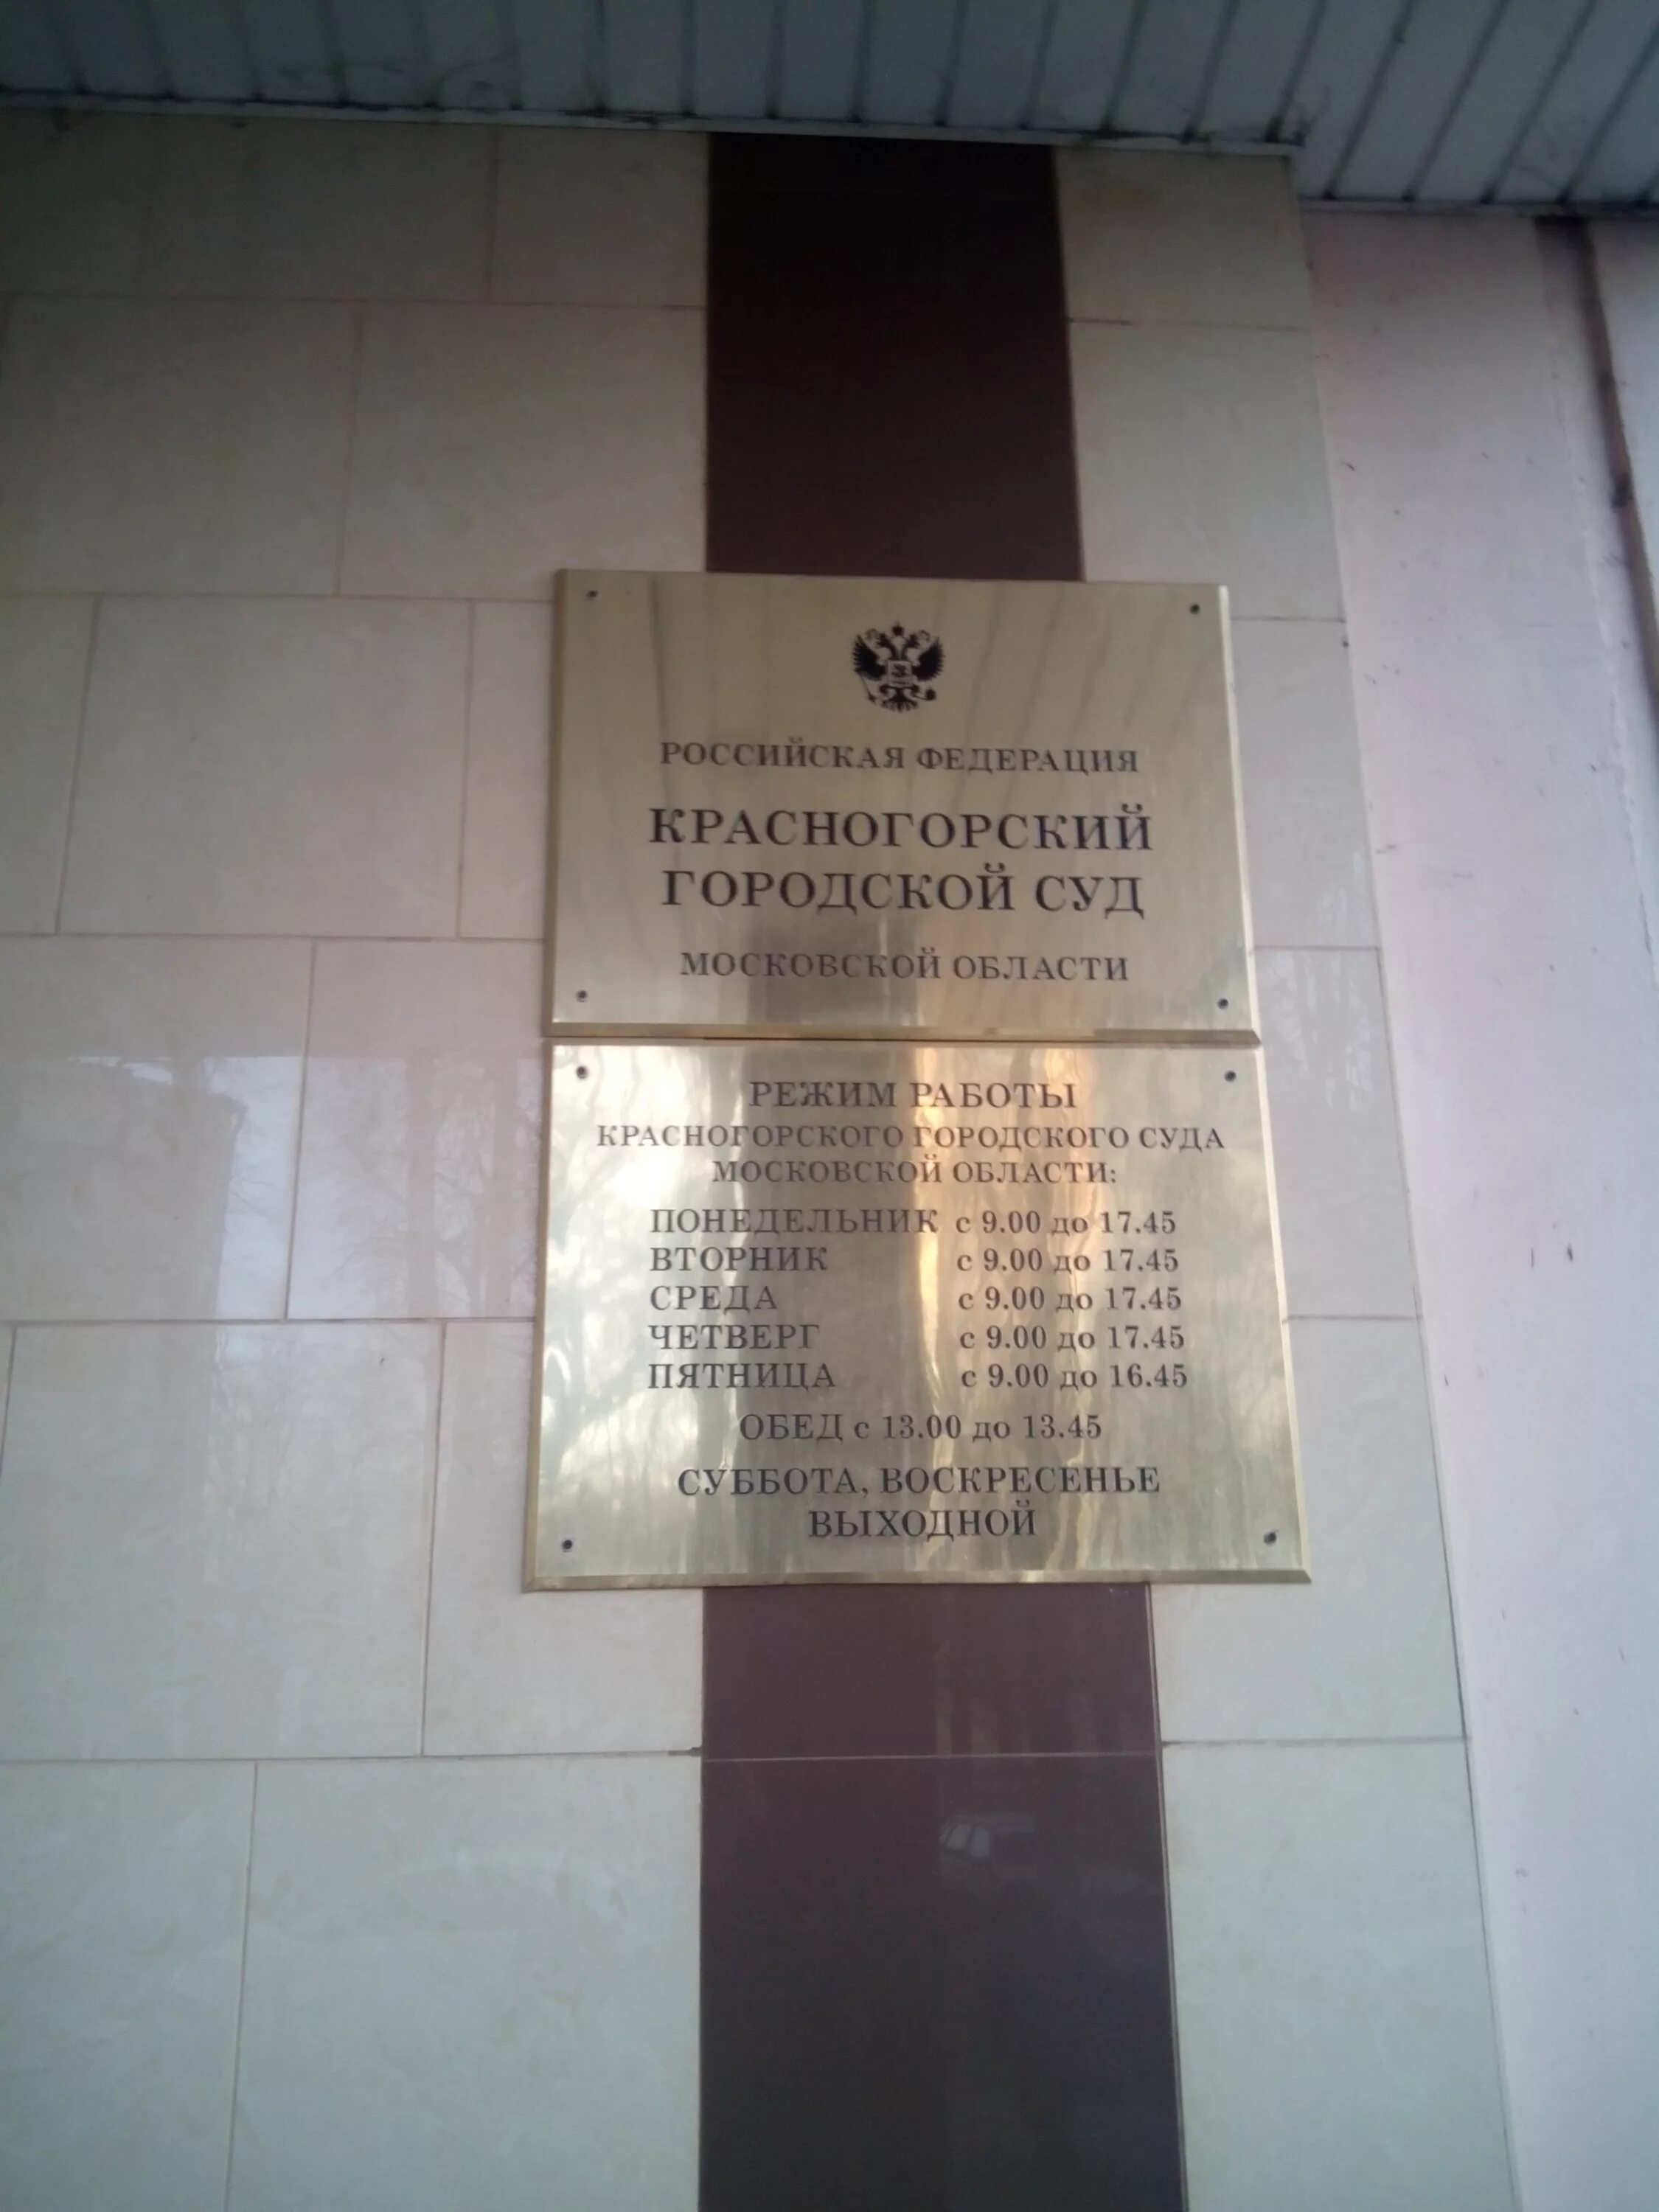 РОССИЙСКАЯ ФЕДЕРАЦИЯ
КРАСНОГОРСКИЙ
ГОРОДСКОЙ СУД
МОСКОВСКОЙ ОБЛАСТИ
РЕЖИМ РАБОТЫ
КРАСНОГОРСКОГО ГОРОДСКОГО СУДА
МОСКОВСКОЙ ОБЛАСТИ:
ПОНЕДЕЛЬНИК с 9.00 до 17.45
ВТОРНИК с 9.00 до 17.45
СРЕДА с 9.00 до 17.45
ЧЕТВЕРГ с 9.00 до 17.45
ПЯТНИЦА с 9.00 до 16.45
ОБЕД с 13.00 до 13.45
СУББОТА, ВОСКРЕСЕНЬЕ
ВЫХОДНОЙ